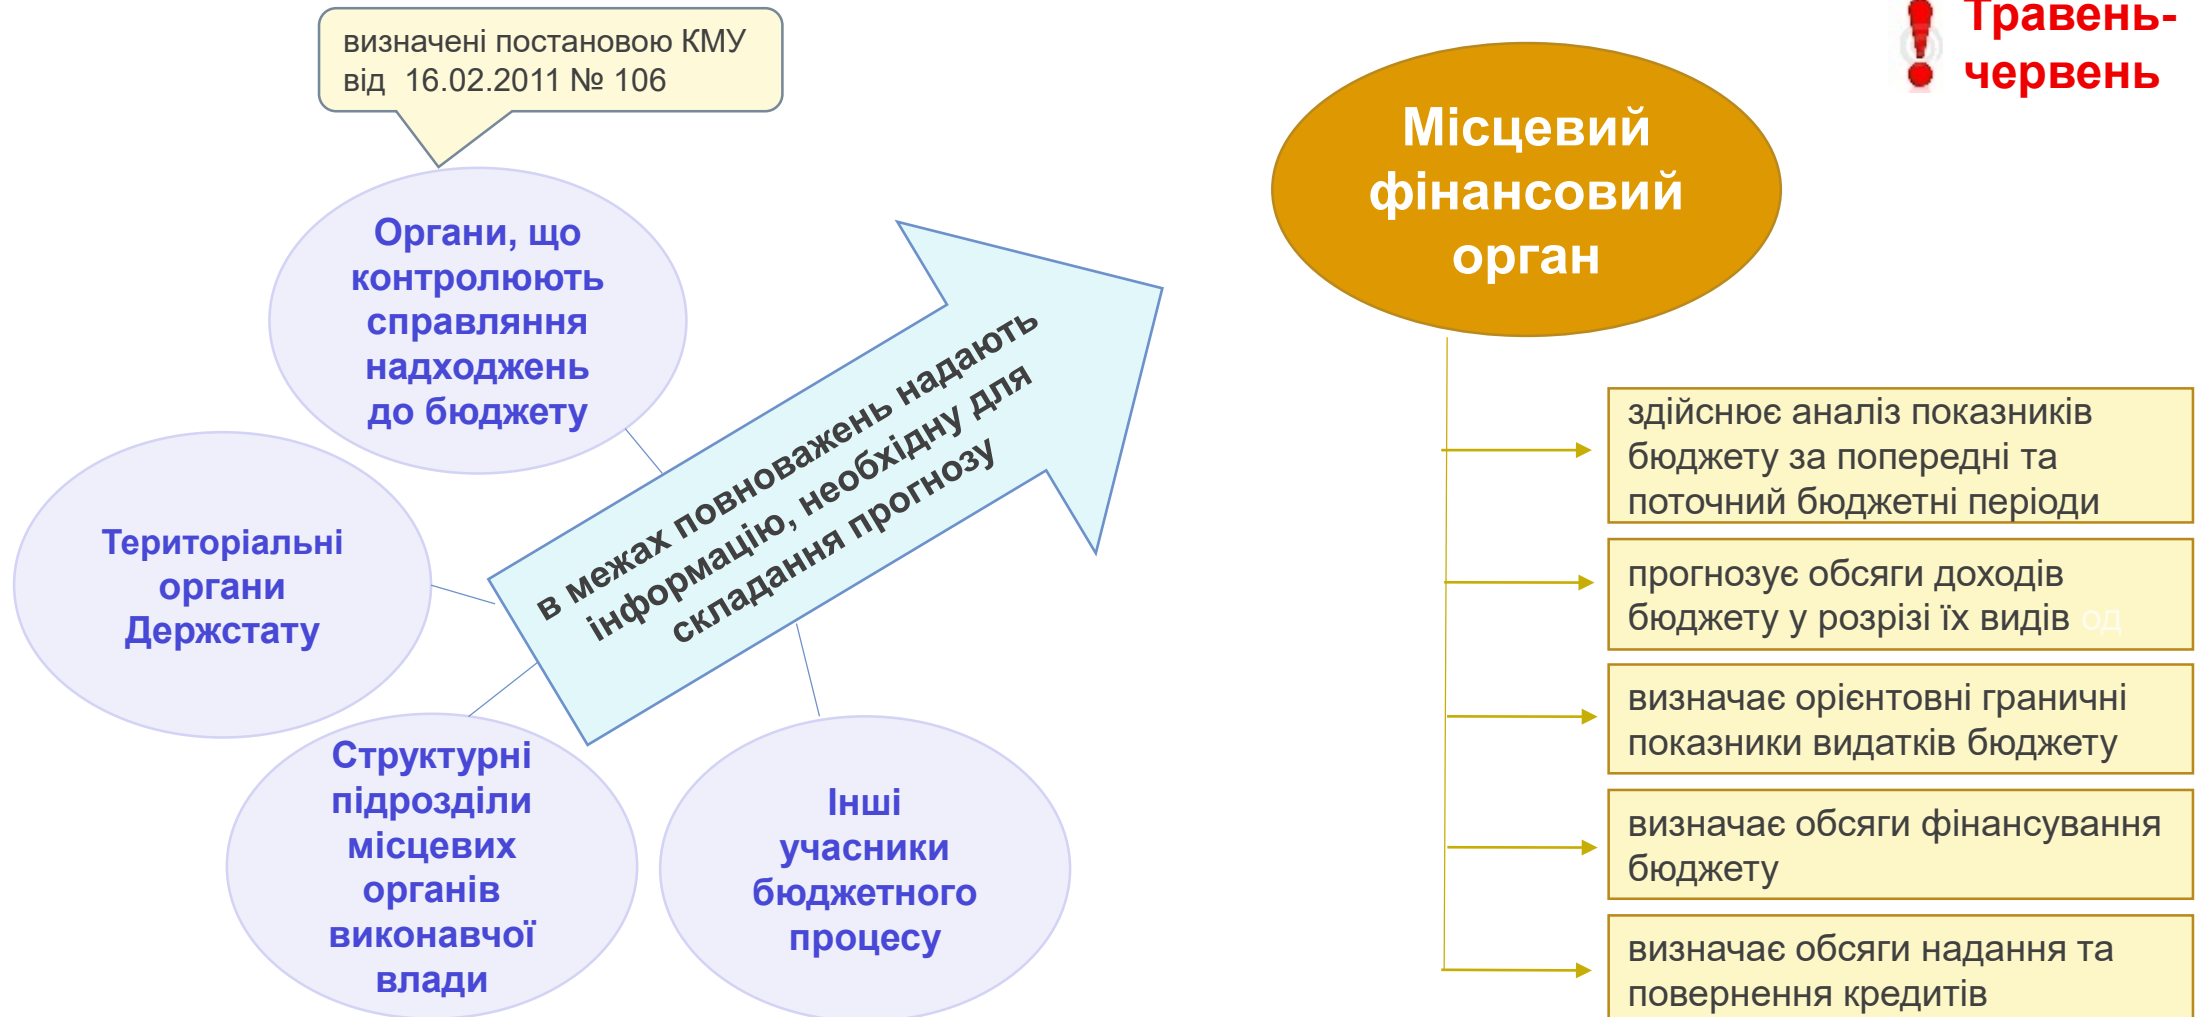 визначені постановою КМУ
від 16.02.2011 № 106
Травень-
червень
Місцевий
фінансовий
орган
Органи, що
контролюють
справляння
надходжень
до бюджету
Територіальні
органи
Держстату
Структурні
підрозділи
місцевих
органів
виконавчої
влади
Інші
учасники
бюджетного
процесу
в межах повноважень надають
інформацію, необхідну для
складання прогнозу
здійснює аналіз показників
бюджету за попередні та
поточний бюджетні періоди
прогнозує обсяги доходів
бюджету у розрізі їх видів од
визначає орієнтовні граничні
показники видатків бюджету
визначає обсяги фінансування
бюджету
визначає обсяги надання та
повернення кредитів